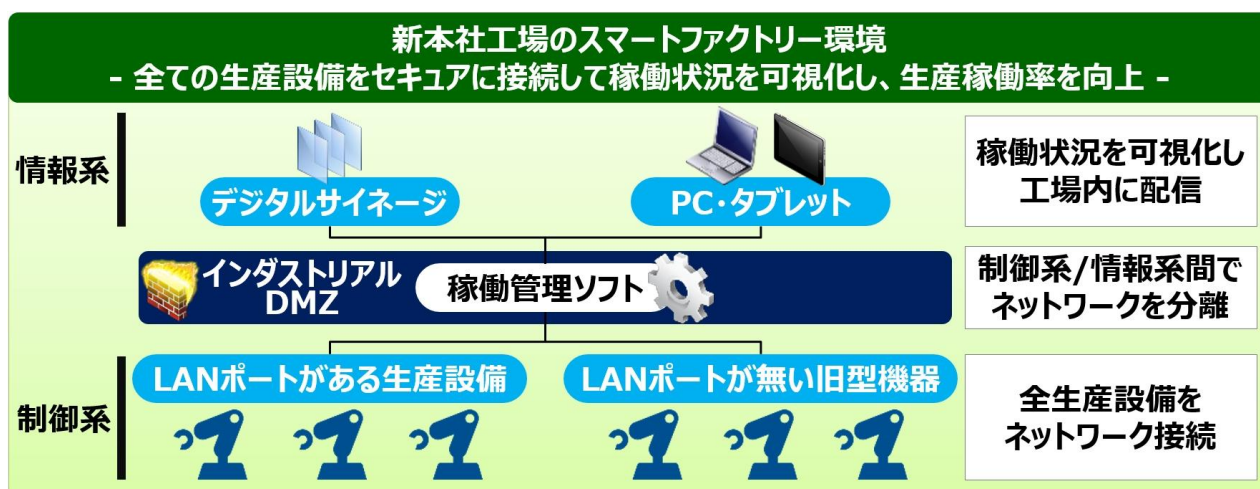 新本社工場のスマートファクトリー環境
- 全ての生産設備をセキュアに接続して稼働状況を可視化し、生産稼働率を向上 -
情報系
デジタルサイネージ
PC・タブレット
稼働状況を可視化し
工場内に配信
インダストリアル
DMZ
稼働管理ソフト
制御系/情報系間で
ネットワークを分離
制御系
LANポートがある生産設備
LANポートが無い旧型機器
全生産設備を
ネットワーク接続